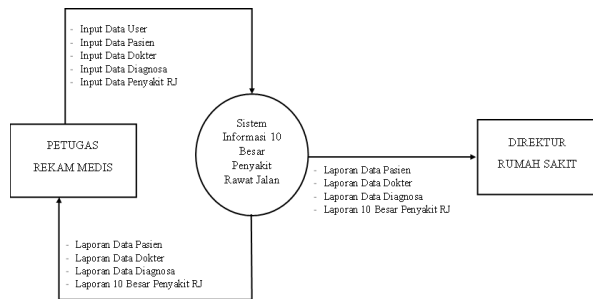 - Input Data User
- Input Data Pasien
- Input Data Dokter
- Input Data Diagnosa
- Input Data Penyakit RJ
PETUGAS
REKAM MEDIS
Sistem
Informasi 10
Besar
Penyakit
Rawat Jalan
DIREKTUR
RUMAH SAKIT
- Laporan Data Pasien
- Laporan Data Dokter
- Laporan Data Diagnosa
- Laporan 10 Besar Penyakit RJ
- Laporan Data Pasien
- Laporan Data Dokter
- Laporan Data Diagnosa
- Laporan 10 Besar Penyakit RJ